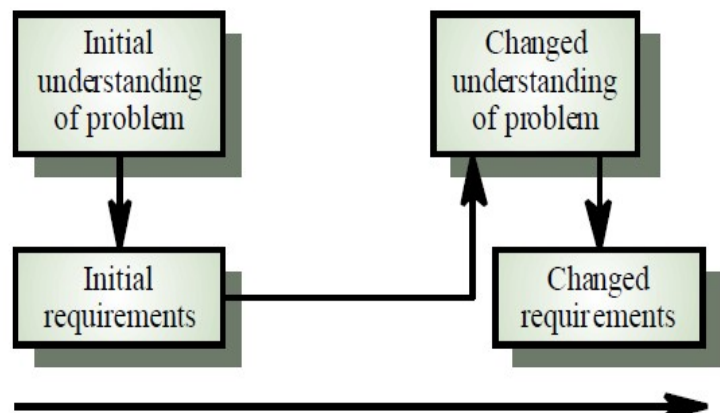 Initial
understanding
of problem
Changed
understanding
of problem
Initial
requirements
Changed
requirements